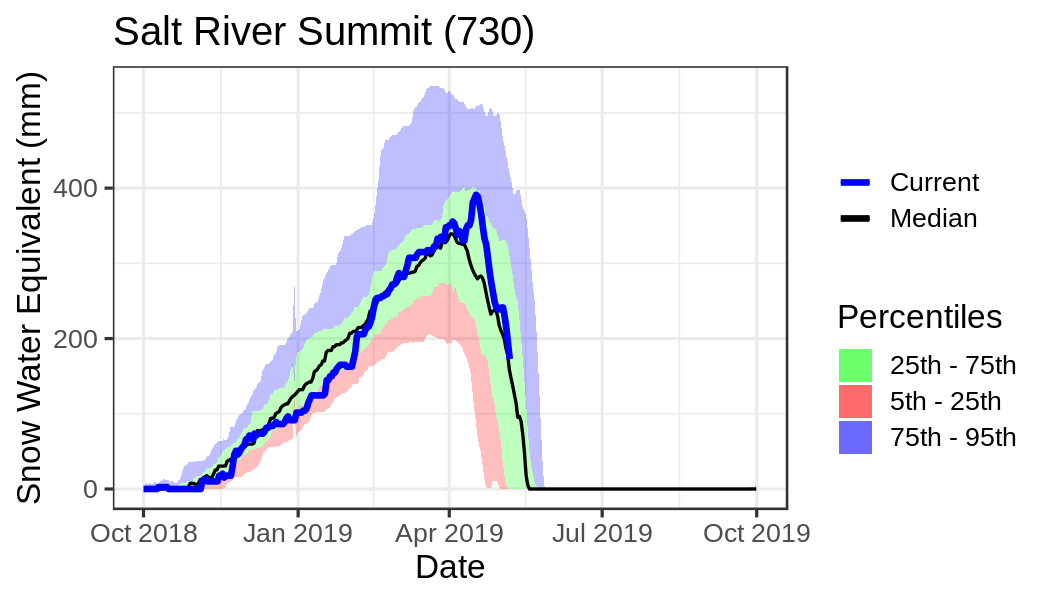 Salt River Summit (730)
Snow Water Equivalent (mm)
400
200
0
Oct 2018
Jan 2019
Apr 2019
Jul 2019
Oct 2019
Date
Current
Median
Percentiles
25th - 75th
5th - 25th
75th - 95th